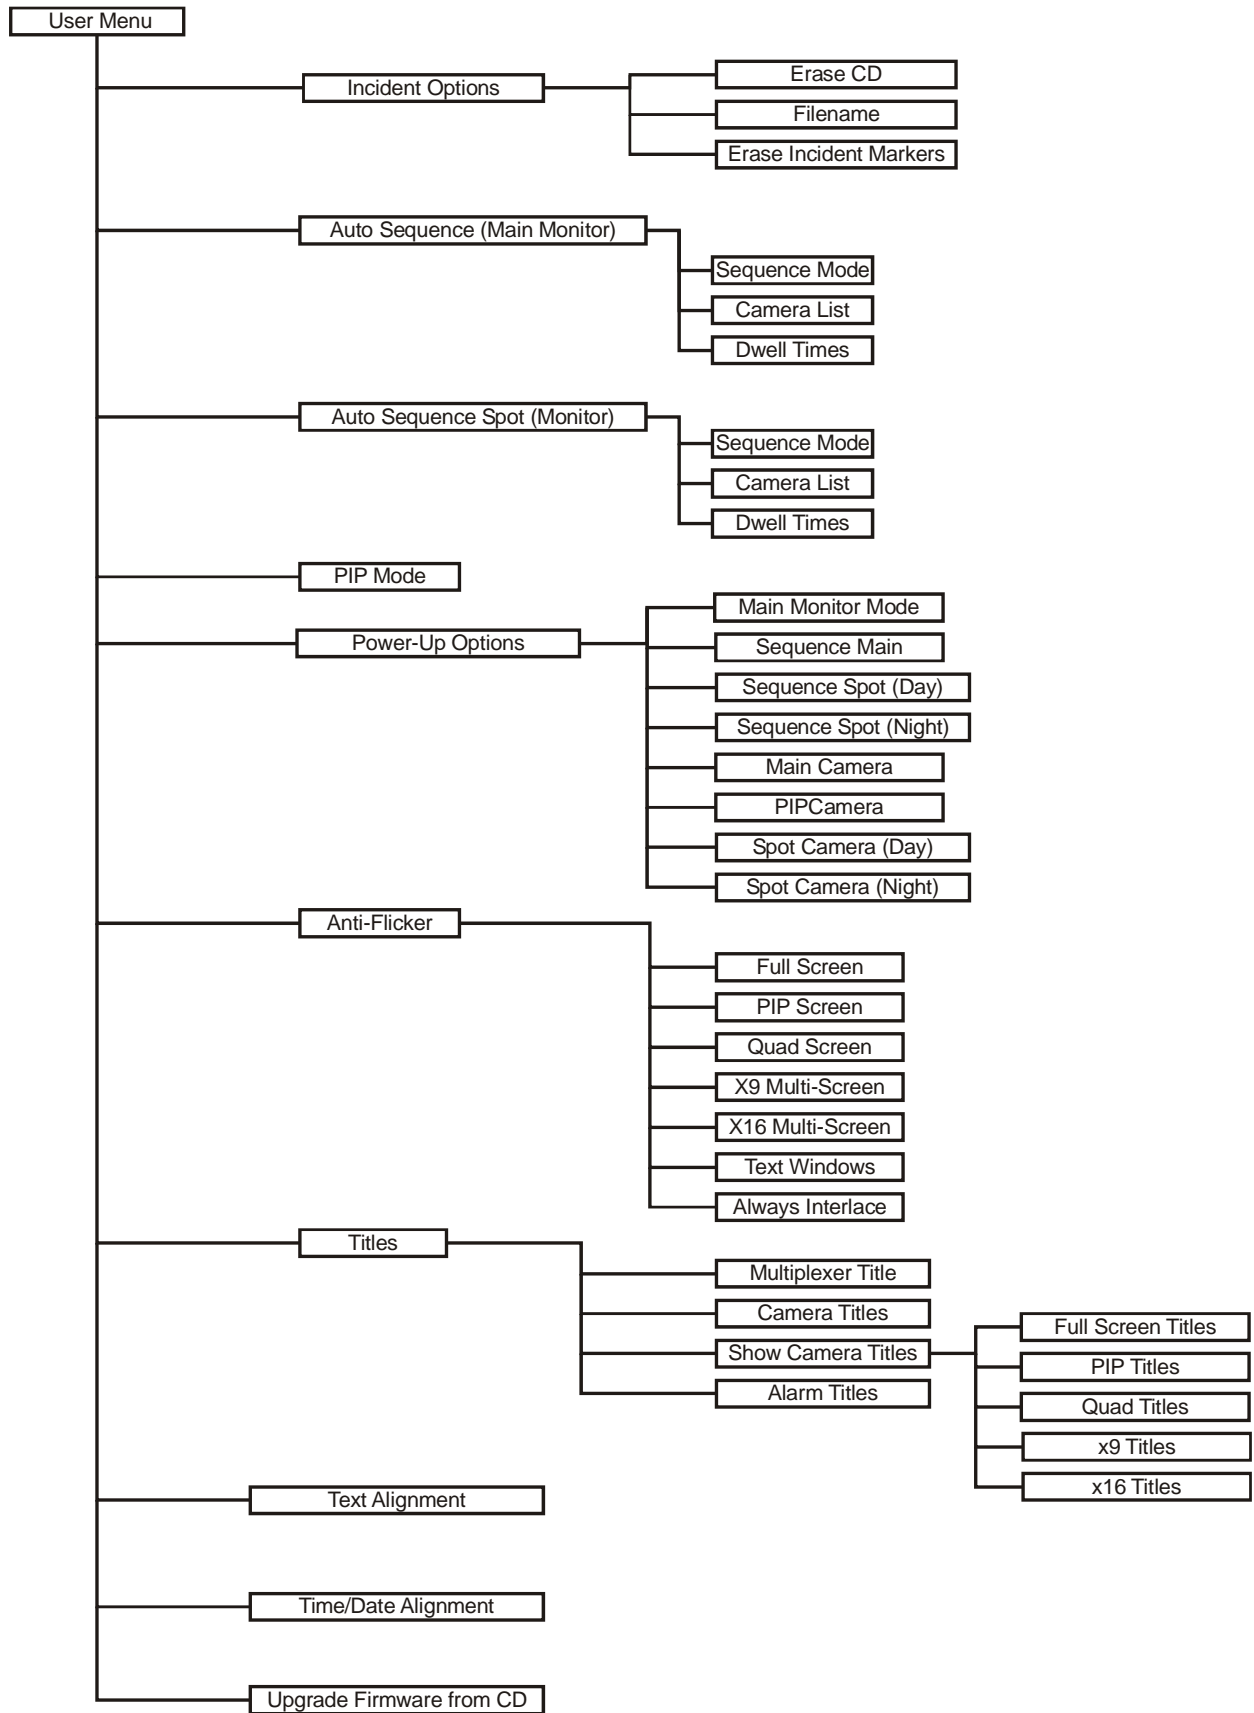 User Menu
Incident Options
Erase CD
Filename
Erase Incident Markers
Auto Sequence (Main Monitor)
Sequence Mode
Camera List
Dwell Times
Auto Sequence Spot (Monitor)
Sequence Mode
Camera List
Dwell Times
PIP Mode
Power-Up Options
Main Monitor Mode
Sequence Main
Sequence Spot (Day)
Sequence Spot (Night)
Main Camera
PIPCamera
Spot Camera (Day)
Spot Camera (Night)
Anti-Flicker
Full Screen
PIP Screen
Quad Screen
X9 Multi-Screen
X16 Multi-Screen
Text Windows
Always Interlace
Titles
Multiplexer Title
Camera Titles
Show Camera Titles
Alarm Titles
Full Screen Titles
PIP Titles
Quad Titles
x9 Titles
x16 Titles
Text Alignment
Time/Date Alignment
Upgrade Firmware from CD